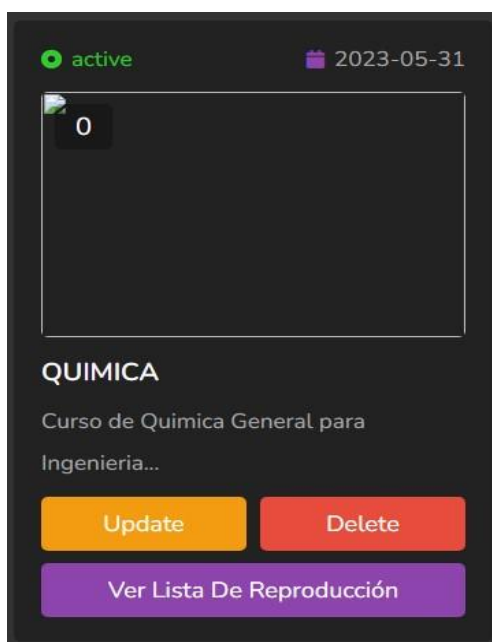 active
2023-05-31
0
QUIMICA
Curso de Quimica General para
Ingenieria...
Update
Delete
Ver Lista De Reproducción